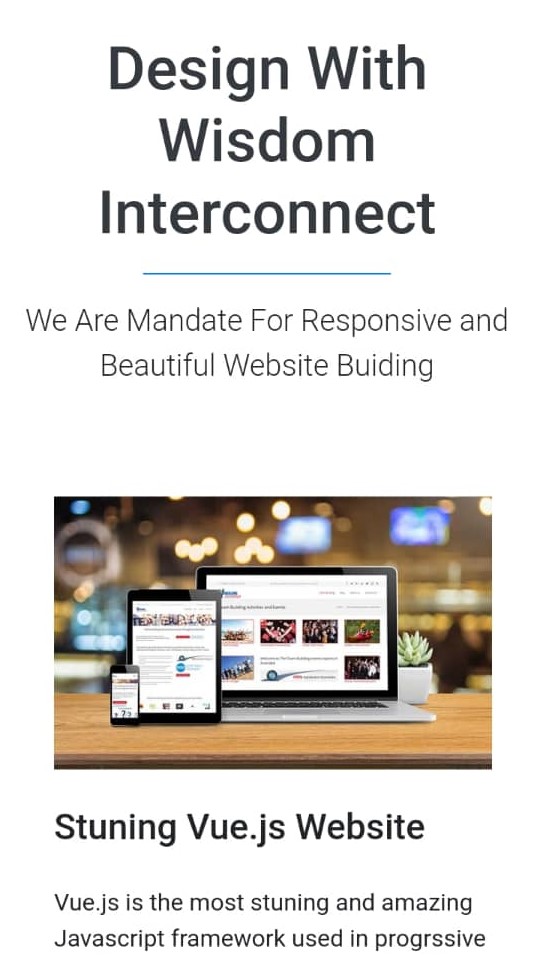 Design With
Wisdom
Interconnect
We Are Mandate For Responsive and
Beautiful Website Buiding
Stuning Vue.js Website
Vue.js is the most stuning and amazing
Javascript framework used in progrssive